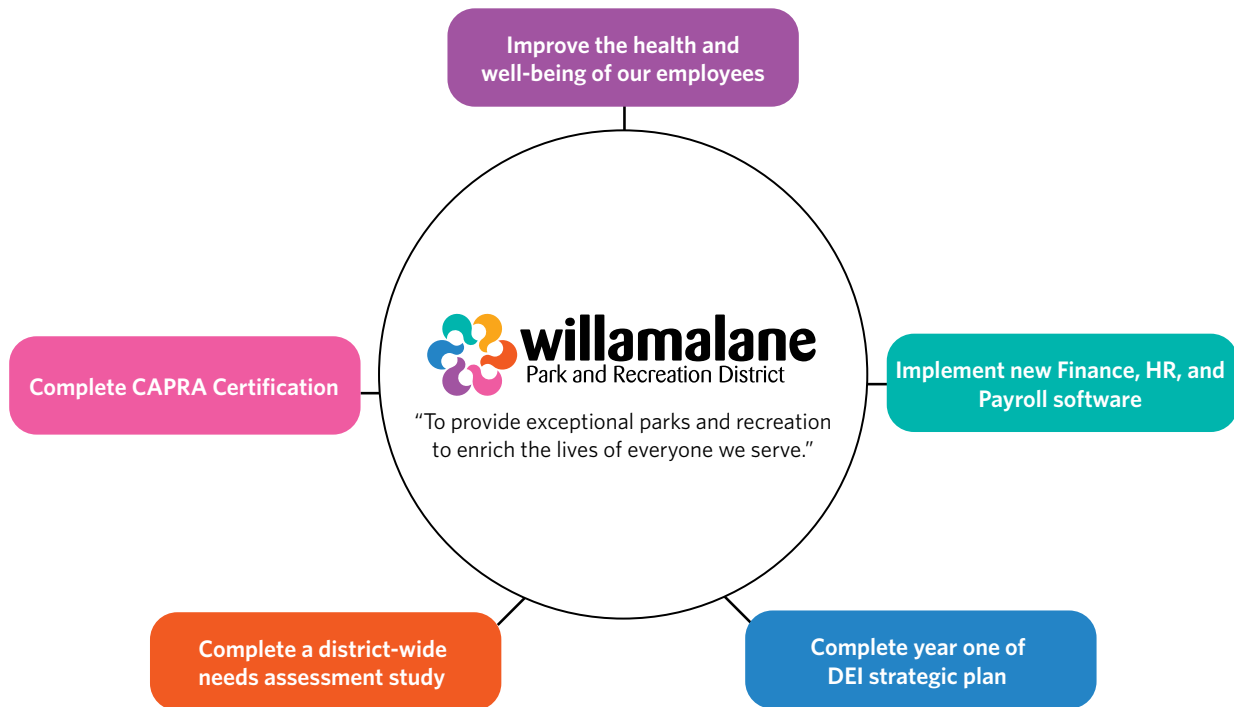 Improve the health and
well-being of our employees
willamalane
Park and Recreation District
“To provide exceptional parks and recreation
to enrich the lives of everyone we serve.”
Complete CAPRA Certification
Implement new Finance, HR, and
Payroll software
Complete a district-wide
needs assessment study
Complete year one of
DEI strategic plan